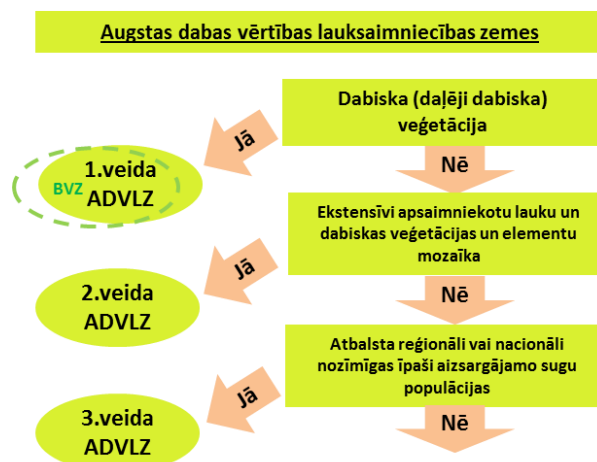 Augstas dabas vērtības lauksaimniecības zemes
Dabiska (daļēji dabiska)
veģetācija
Jā
Nē
1.veida
BVZ
ADVLZ
Ekstensīvi apsaimniekotu lauku un
dabiskas veģetācijas un elementu
mozaīka
Jā
Nē
2.veida
ADVLZ
Atbalsta reģionāli vai nacionāli
nozīmīgas īpaši aizsargājamo sugu
populācijas
Jā
Nē
3.veida
ADVLZ